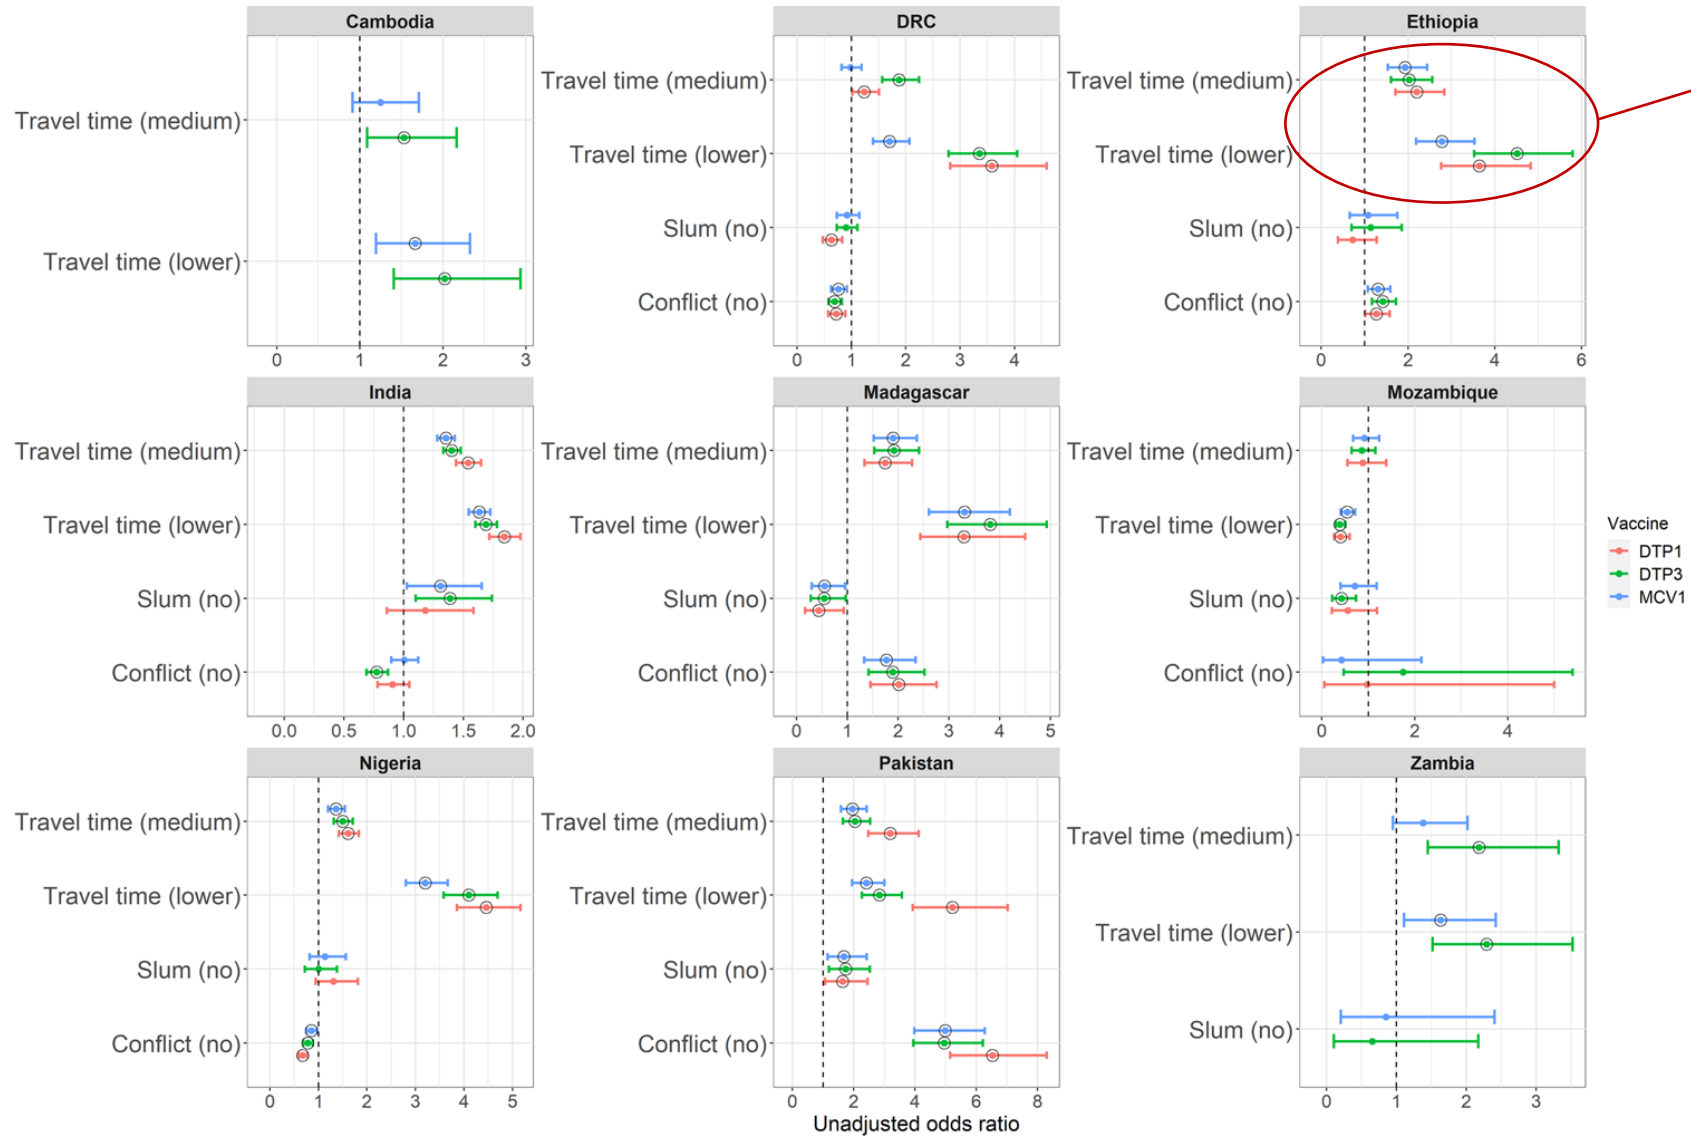 Cambodia
Travel time (medium)
Travel time (lower)
0 1 2 3
DRC
Travel time (medium)
Travel time (lower)
Slum (no)
Conflict (no)
0 1 2 3 4
Ethiopia
Travel time (medium)
Travel time (lower)
Slum (no)
Conflict (no)
0 2 4 6
India
Travel time (medium)
Travel time (lower)
Slum (no)
Conflict (no)
0.0 0.5 1.0 1.5 2.0
Madagascar
Travel time (medium)
Travel time (lower)
Slum (no)
Conflict (no)
0 1 2 3 4 5
Mozambique
Travel time (medium)
Travel time (lower)
Slum (no)
Conflict (no)
0 2 4
Nigeria
Travel time (medium)
Travel time (lower)
Slum (no)
Conflict (no)
0 1 2 3 4 5
Pakistan
Travel time (medium)
Travel time (lower)
Slum (no)
Conflict (no)
0 2 4 6 8
Zambia
Travel time (medium)
Travel time (lower)
Slum (no)
0 1 2 3
Unadjusted odds ratio
Vaccine
DTP1
DTP3
MCV1